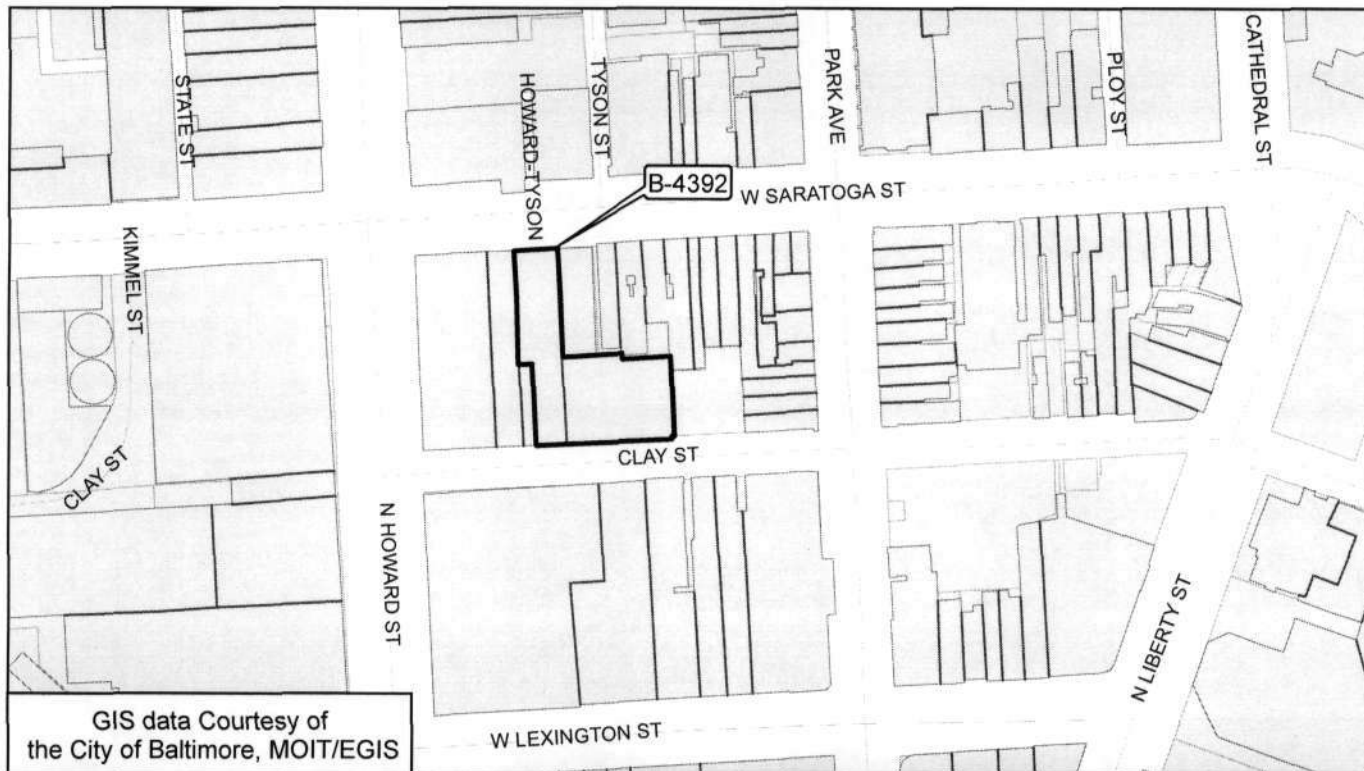 STATE ST
HOWARD-TYSON
TYSON ST
PARK AVE
PLOY ST
CATHEDRAL ST
B-4392
W SARATOGA ST
KIMMEL ST
CLAY ST
CLAY ST
N HOWARD ST
N LIBERTY ST
W LEXINGTON ST
GIS data Courtesy of
the City of Baltimore, MOIT/EGIS